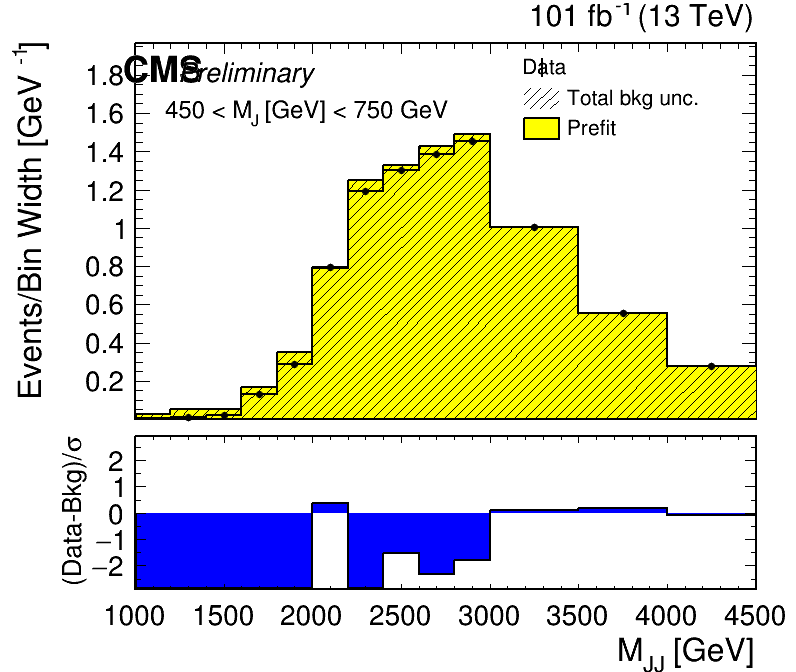 101 fb⁻¹ (13 TeV)
CMS Preliminary
450 < M_J [GeV] < 750 GeV
Data
Total bkg unc.
Prefit
Events/Bin Width [GeV⁻¹]
1.8
1.6
1.4
1.2
1
0.8
0.6
0.4
0.2
(Data-Bkg)/σ
2
1
0
−1
−2
1000 1500 2000 2500 3000 3500 4000 4500
M_JJ [GeV]